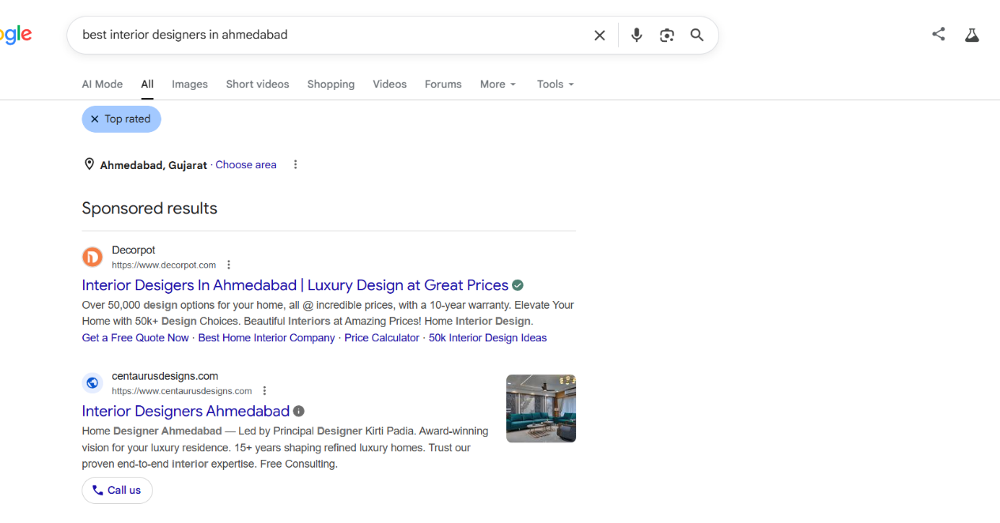 ogle
best interior designers in ahmedabad
AI Mode All Images Short videos Shopping Videos Forums More Tools
Top rated
Ahmedabad, Gujarat · Choose area
Sponsored results
Decorpot
https://www.decorpot.com
Interior Desigers In Ahmedabad | Luxury Design at Great Prices
Over 50,000 design options for your home, all @ incredible prices, with a 10-year warranty. Elevate Your
Home with 50k+ Design Choices. Beautiful Interiors at Amazing Prices! Home Interior Design.
Get a Free Quote Now · Best Home Interior Company · Price Calculator · 50k Interior Design Ideas
centaurusdesigns.com
https://www.centaurusdesigns.com
Interior Designers Ahmedabad
Home Designer Ahmedabad — Led by Principal Designer Kirti Padia. Award-winning
vision for your luxury residence. 15+ years shaping refined luxury homes. Trust our
proven end-to-end interior expertise. Free Consulting.
Call us